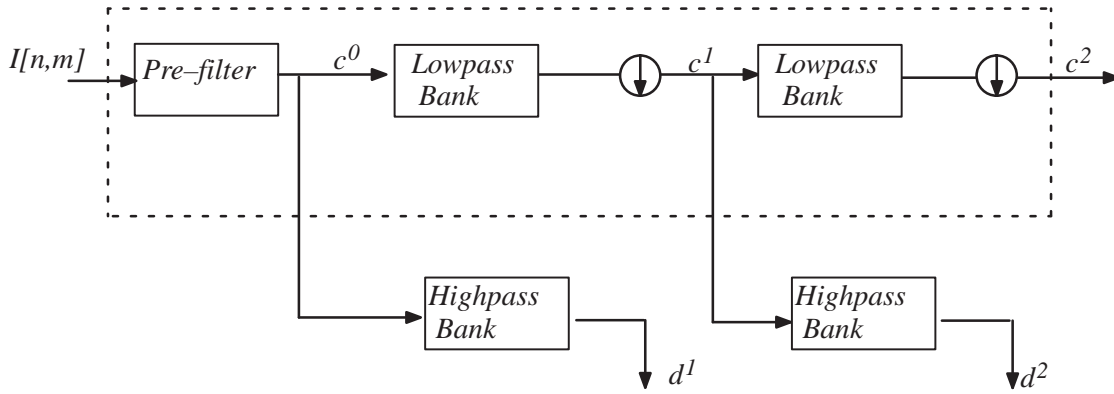 I[n,m]
Pre–filter
c⁰
Lowpass
Bank
c¹
Lowpass
Bank
c²
Highpass
Bank
Highpass
Bank
d¹
d²